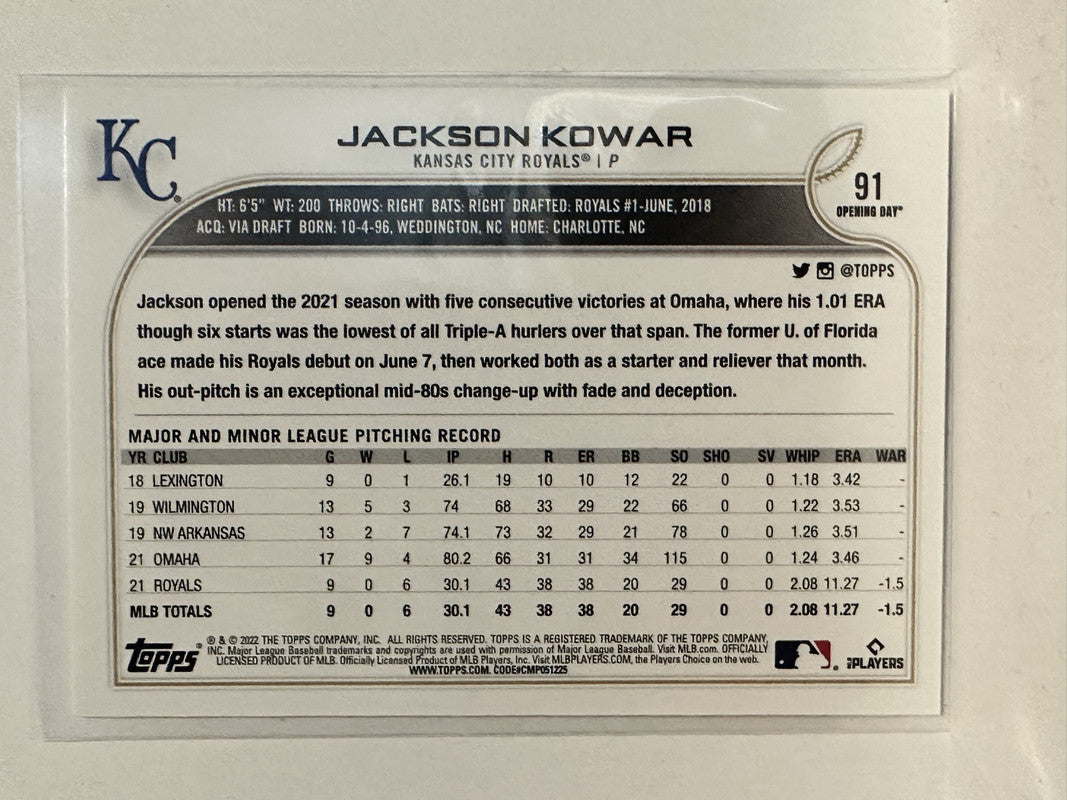 KC
JACKSON KOWAR
KANSAS CITY ROYALS® | P
91
OPENING DAY®
HT: 6'5" WT: 200 THROWS: RIGHT BATS: RIGHT DRAFTED: ROYALS #1-JUNE, 2018
ACQ: VIA DRAFT BORN: 10-4-96, WEDDINGTON, NC HOME: CHARLOTTE, NC
@TOPPS
Jackson opened the 2021 season with five consecutive victories at Omaha, where his 1.01 ERA
though six starts was the lowest of all Triple-A hurlers over that span. The former U. of Florida
ace made his Royals debut on June 7, then worked both as a starter and reliever that month.
His out-pitch is an exceptional mid-80s change-up with fade and deception.
MAJOR AND MINOR LEAGUE PITCHING RECORD
YR CLUB G W L IP H R ER BB SO SHO SV WHIP ERA WAR
18 LEXINGTON 9 0 1 26.1 19 10 10 12 22 0 0 1.18 3.42 -
19 WILMINGTON 13 5 3 74 68 33 29 22 66 0 0 1.22 3.53 -
19 NW ARKANSAS 13 2 7 74.1 73 32 29 21 78 0 0 1.26 3.51 -
21 OMAHA 17 9 4 80.2 66 31 31 34 115 0 0 1.24 3.46 -
21 ROYALS 9 0 6 30.1 43 38 38 20 29 0 0 2.08 11.27 -1.5
MLB TOTALS 9 0 6 30.1 43 38 38 20 29 0 0 2.08 11.27 -1.5
Topps®
® & © 2022 THE TOPPS COMPANY, INC. ALL RIGHTS RESERVED. TOPPS IS A REGISTERED TRADEMARK OF THE TOPPS COMPANY,
INC. Major League Baseball trademarks and copyrights are used with permission of Major League Baseball. Visit MLB.com. OFFICIALLY
LICENSED PRODUCT OF MLB. Officially Licensed Product of MLB Players, Inc. Visit MLBPLAYERS.COM, the Players Choice on the web.
WWW.TOPPS.COM. CODE#CMP051225
MLB PLAYERS